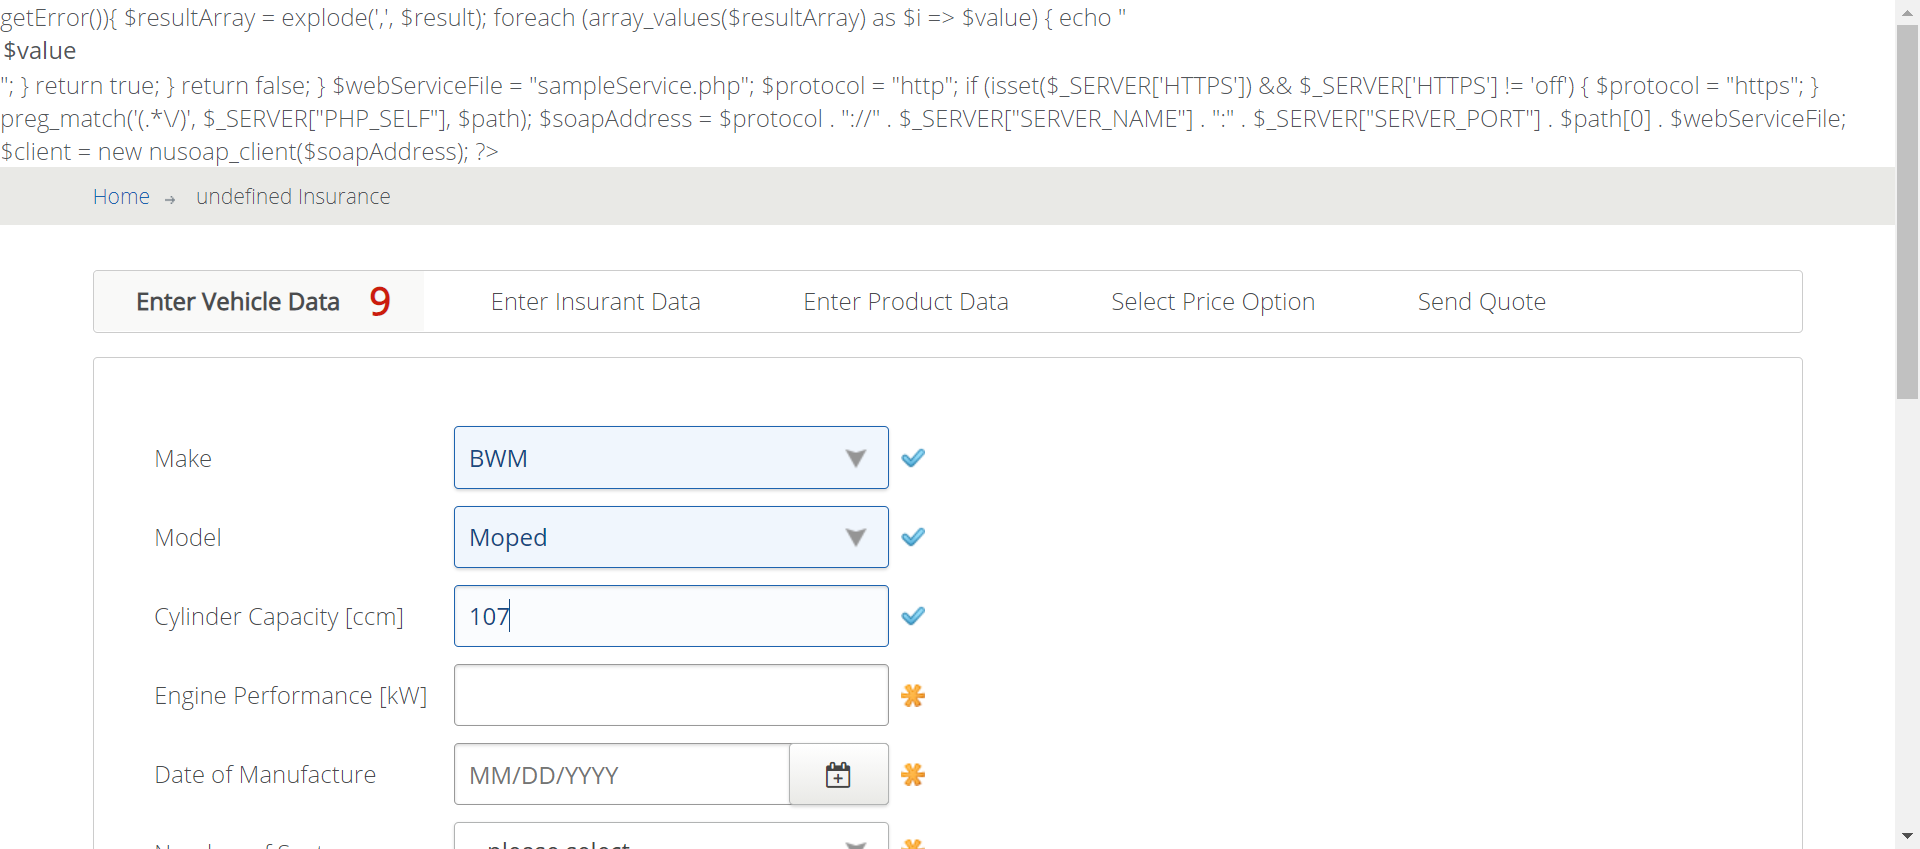 getError()){ $resultArray = explode(',', $result); foreach (array_values($resultArray) as $i => $value) { echo "
$value
"; } return true; } return false; } $webServiceFile = "sampleService.php"; $protocol = "http"; if (isset($_SERVER['HTTPS']) && $_SERVER['HTTPS'] != 'off') { $protocol = "https"; }
preg_match('(.*\/)', $_SERVER["PHP_SELF"], $path); $soapAddress = $protocol . "://" . $_SERVER["SERVER_NAME"] . ":" . $_SERVER["SERVER_PORT"] . $path[0] . $webServiceFile;
$client = new nusoap_client($soapAddress); ?>
Home → undefined Insurance
Enter Vehicle Data 9 Enter Insurant Data Enter Product Data Select Price Option Send Quote
Make BWM
Model Moped
Cylinder Capacity [ccm] 107
Engine Performance [kW]
Date of Manufacture MM/DD/YYYY
please select